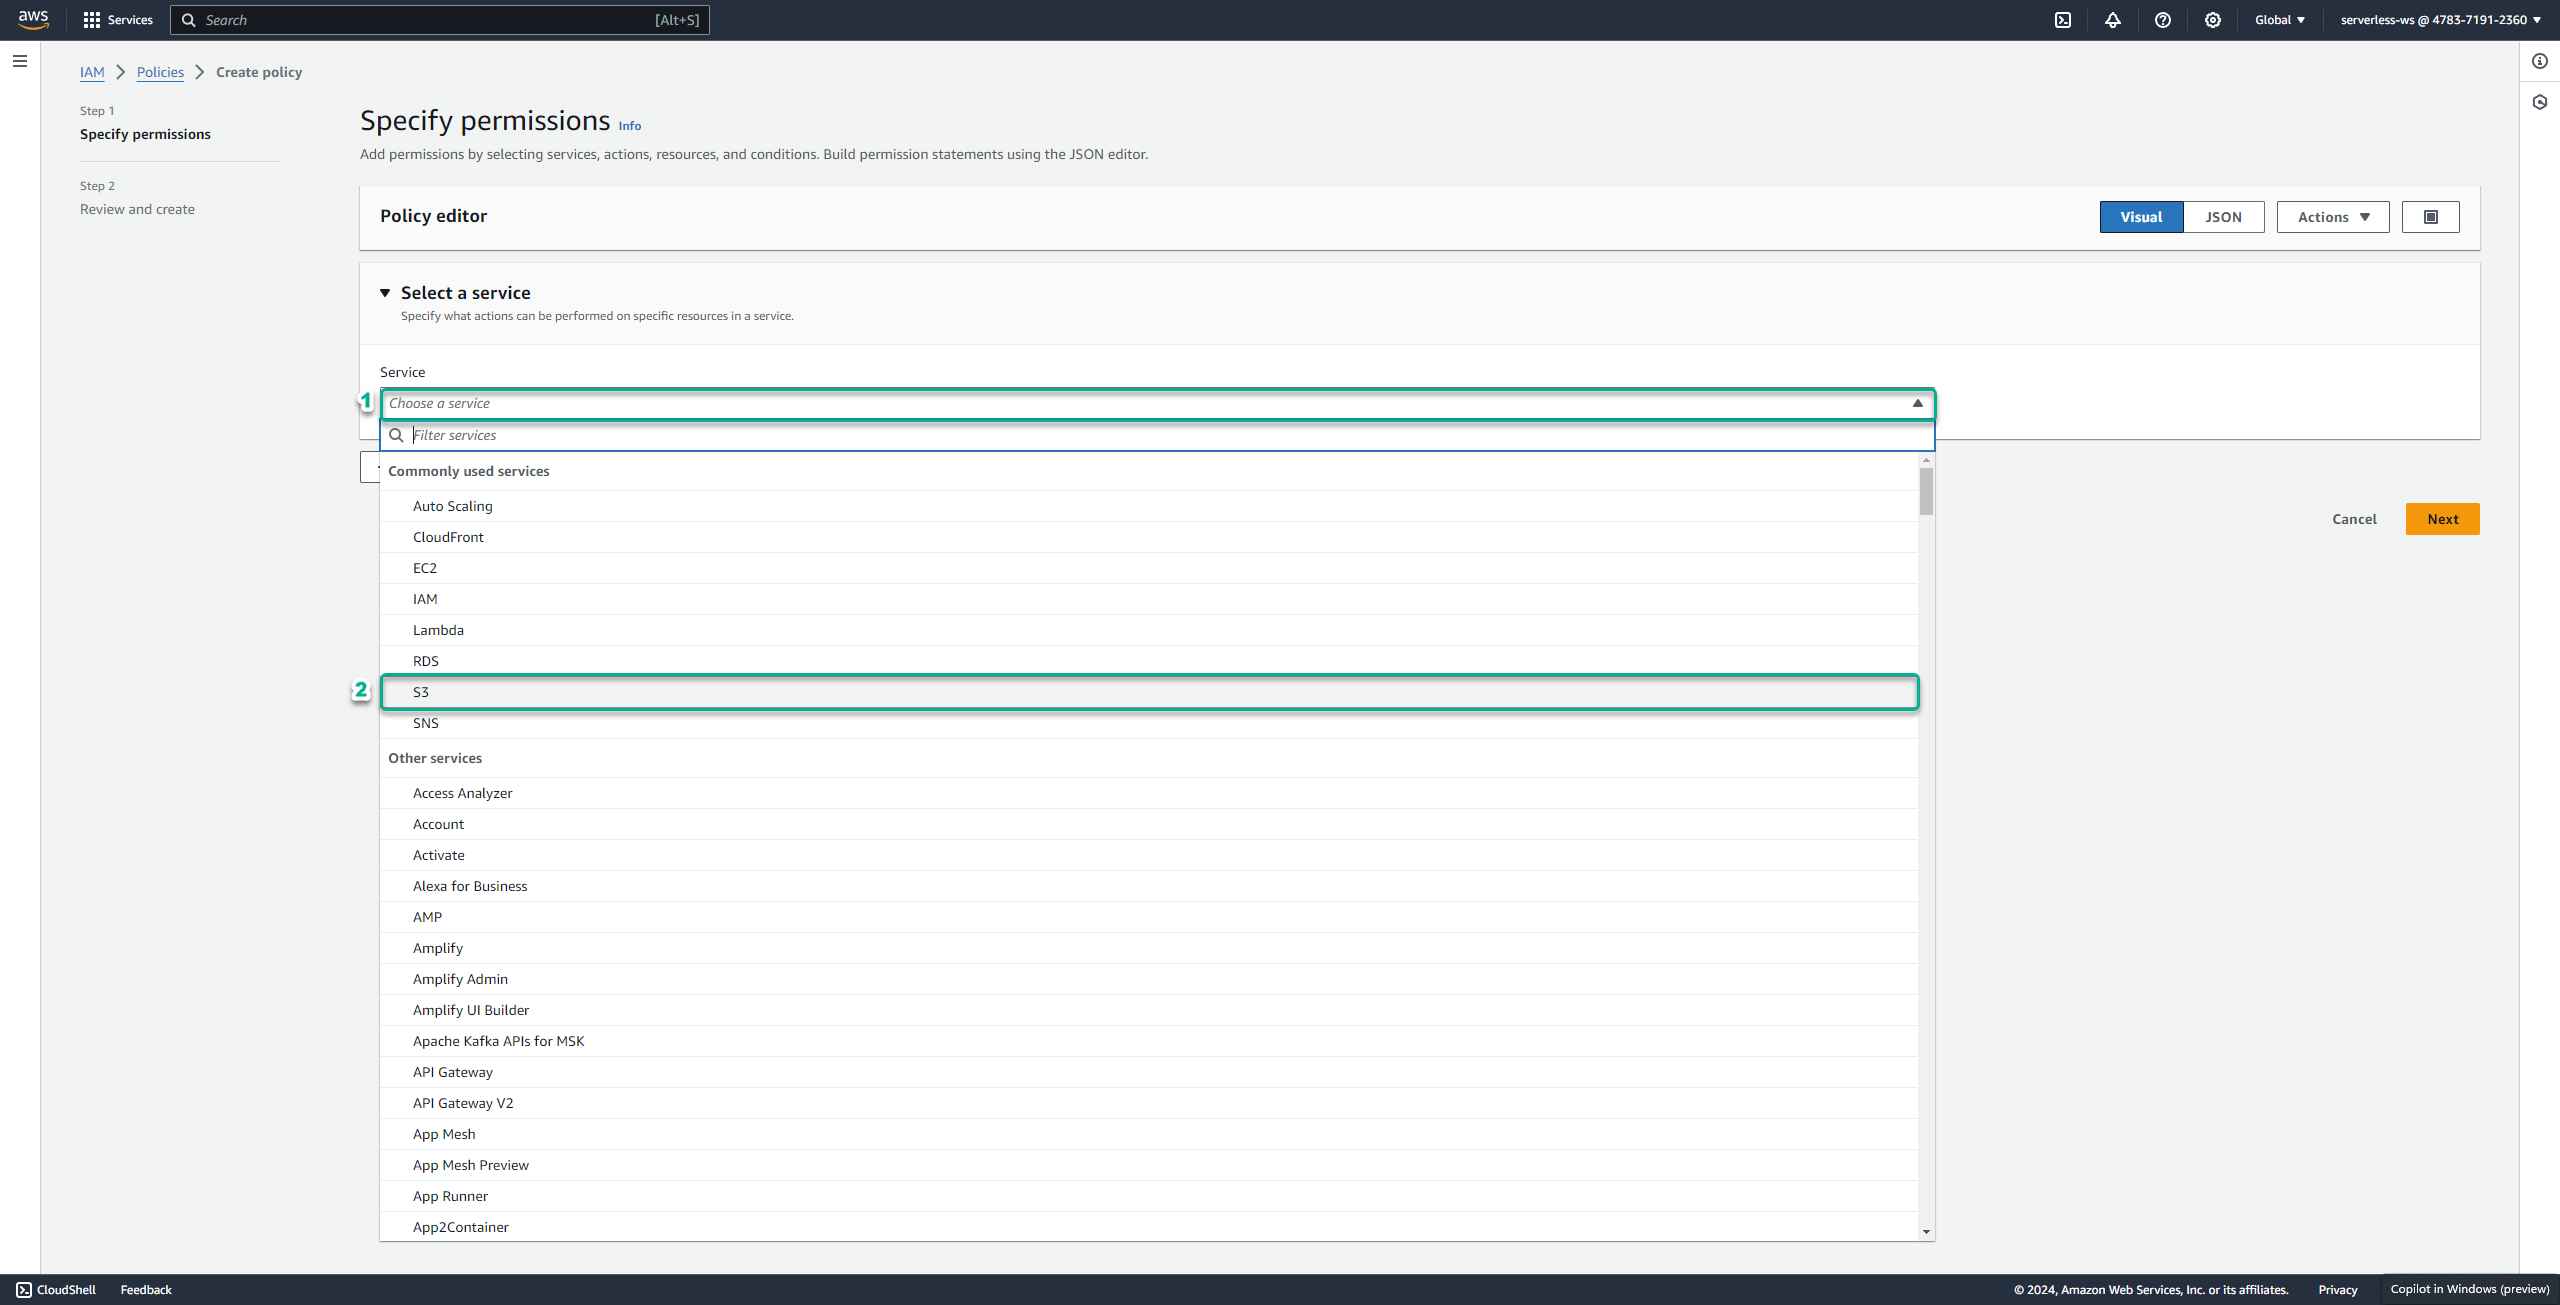 aws
Services
Search
[Alt+S]
Global
serverless-ws @ 4783-7191-2360
IAM
Policies
Create policy
Step 1
Specify permissions
Step 2
Review and create
Specify permissions Info
Add permissions by selecting services, actions, resources, and conditions. Build permission statements using the JSON editor.
Policy editor
Visual
JSON
Actions
Select a service
Specify what actions can be performed on specific resources in a service.
Service
1
Choose a service
Filter services
Commonly used services
Auto Scaling
CloudFront
EC2
IAM
Lambda
RDS
2
S3
SNS
Other services
Access Analyzer
Account
Activate
Alexa for Business
AMP
Amplify
Amplify Admin
Amplify UI Builder
Apache Kafka APIs for MSK
API Gateway
API Gateway V2
App Mesh
App Mesh Preview
App Runner
App2Container
Cancel
Next
CloudShell
Feedback
© 2024, Amazon Web Services, Inc. or its affiliates.
Privacy
Copilot in Windows (preview)